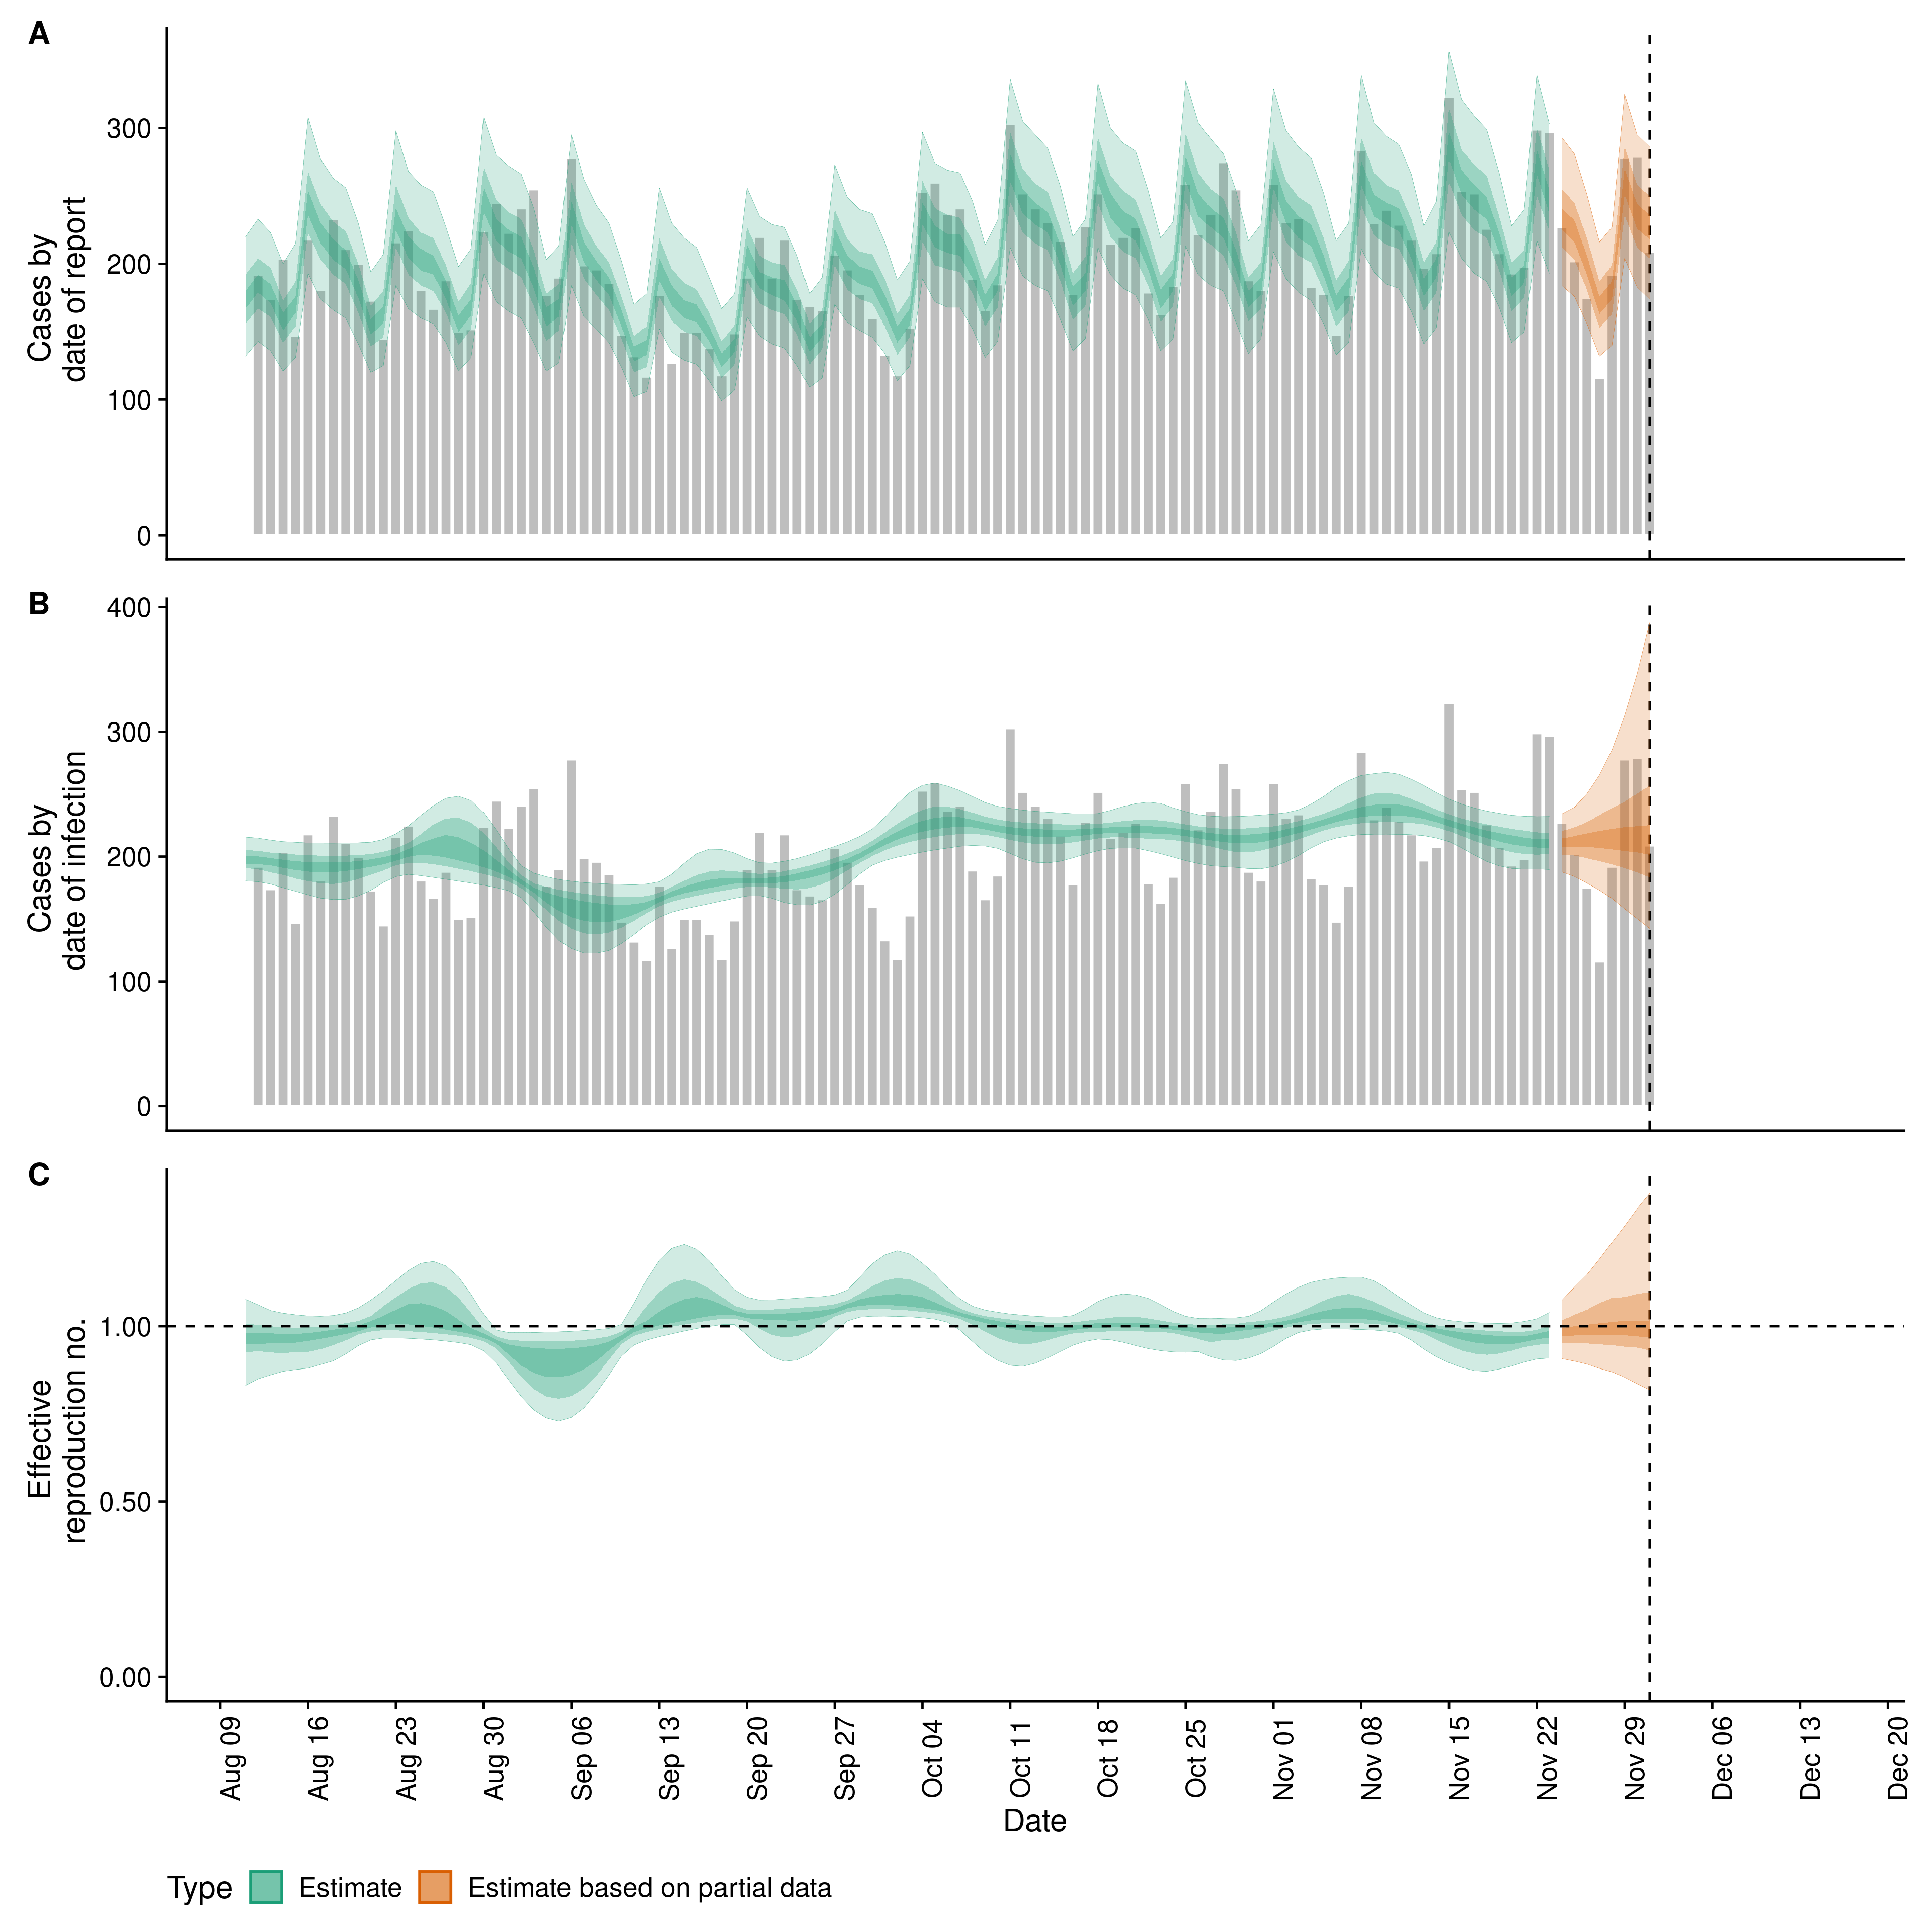 A
Cases by
date of report
300
200
100
0
B
Cases by
date of infection
400
300
200
100
0
C
Effective
reproduction no.
1.00
0.50
0.00
Aug 09
Aug 16
Aug 23
Aug 30
Sep 06
Sep 13
Sep 20
Sep 27
Oct 04
Oct 11
Oct 18
Oct 25
Nov 01
Nov 08
Nov 15
Nov 22
Nov 29
Dec 06
Dec 13
Dec 20
Date
Type Estimate Estimate based on partial data